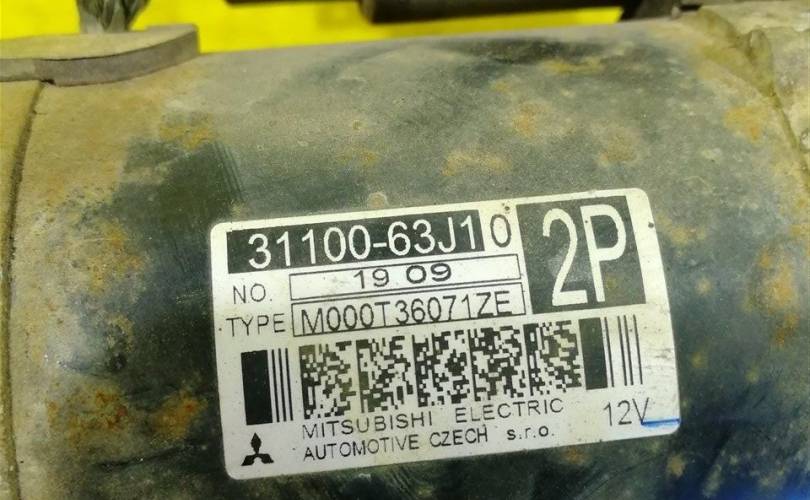 31100-63J10
2P
NO. 19 09
TYPE M000T36071ZE
MITSUBISHI ELECTRIC
AUTOMOTIVE CZECH s.r.o.
12V